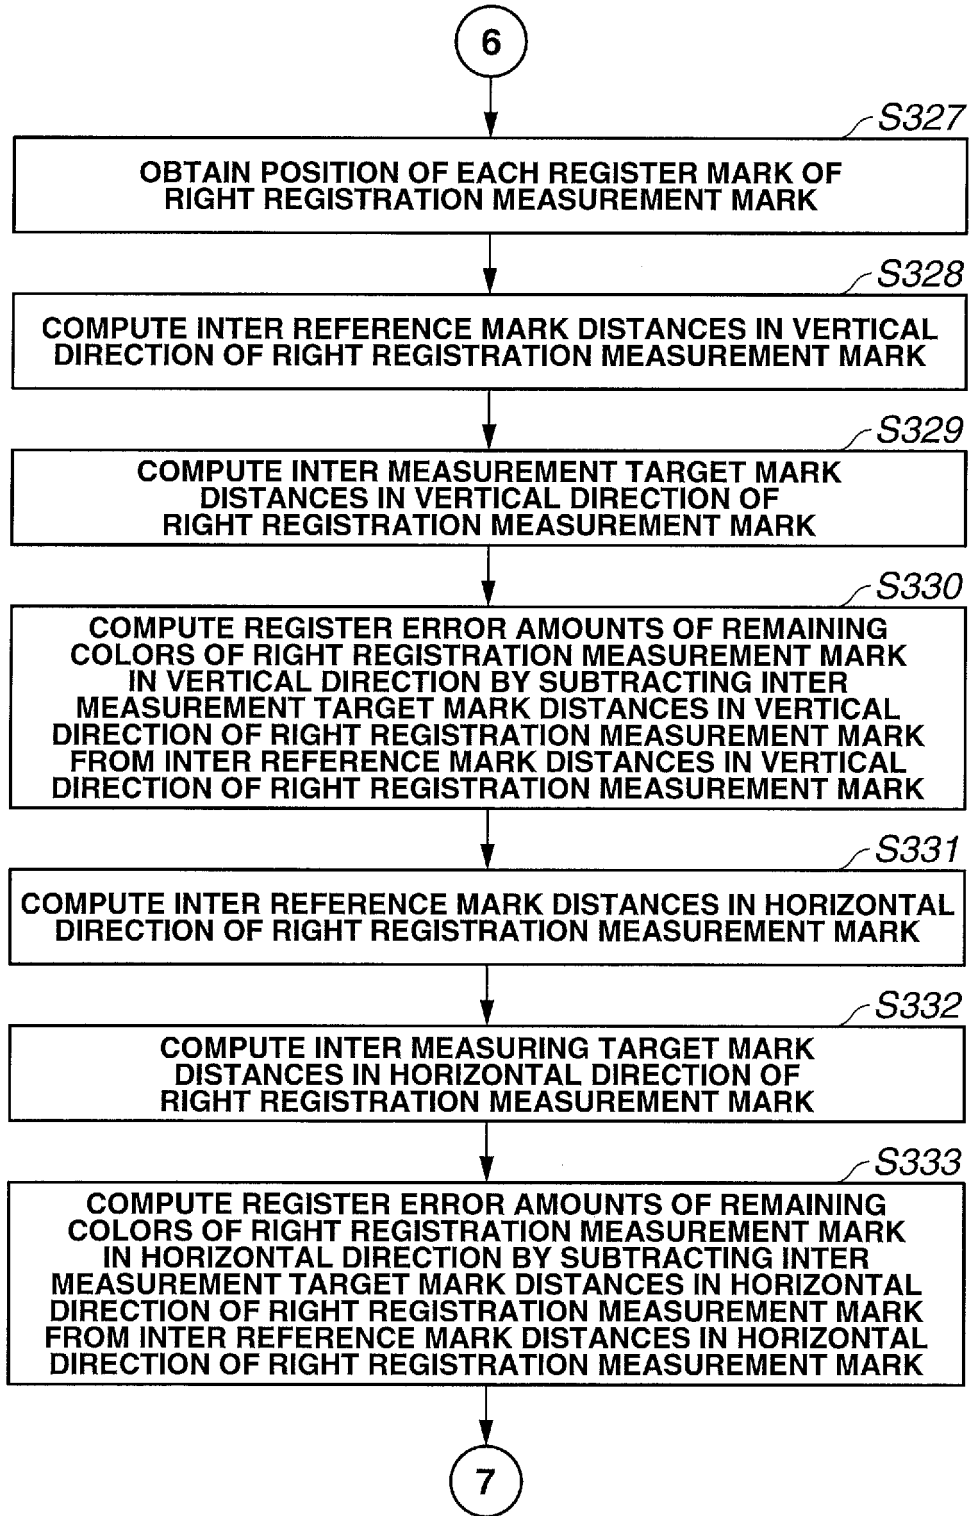 6
S327
OBTAIN POSITION OF EACH REGISTER MARK OF
RIGHT REGISTRATION MEASUREMENT MARK
S328
COMPUTE INTER REFERENCE MARK DISTANCES IN VERTICAL
DIRECTION OF RIGHT REGISTRATION MEASUREMENT MARK
S329
COMPUTE INTER MEASUREMENT TARGET MARK
DISTANCES IN VERTICAL DIRECTION OF
RIGHT REGISTRATION MEASUREMENT MARK
S330
COMPUTE REGISTER ERROR AMOUNTS OF REMAINING
COLORS OF RIGHT REGISTRATION MEASUREMENT MARK
IN VERTICAL DIRECTION BY SUBTRACTING INTER
MEASUREMENT TARGET MARK DISTANCES IN VERTICAL
DIRECTION OF RIGHT REGISTRATION MEASUREMENT MARK
FROM INTER REFERENCE MARK DISTANCES IN VERTICAL
DIRECTION OF RIGHT REGISTRATION MEASUREMENT MARK
S331
COMPUTE INTER REFERENCE MARK DISTANCES IN HORIZONTAL
DIRECTION OF RIGHT REGISTRATION MEASUREMENT MARK
S332
COMPUTE INTER MEASURING TARGET MARK
DISTANCES IN HORIZONTAL DIRECTION OF
RIGHT REGISTRATION MEASUREMENT MARK
S333
COMPUTE REGISTER ERROR AMOUNTS OF REMAINING
COLORS OF RIGHT REGISTRATION MEASUREMENT MARK
IN HORIZONTAL DIRECTION BY SUBTRACTING INTER
MEASUREMENT TARGET MARK DISTANCES IN HORIZONTAL
DIRECTION OF RIGHT REGISTRATION MEASUREMENT MARK
FROM INTER REFERENCE MARK DISTANCES IN HORIZONTAL
DIRECTION OF RIGHT REGISTRATION MEASUREMENT MARK
7